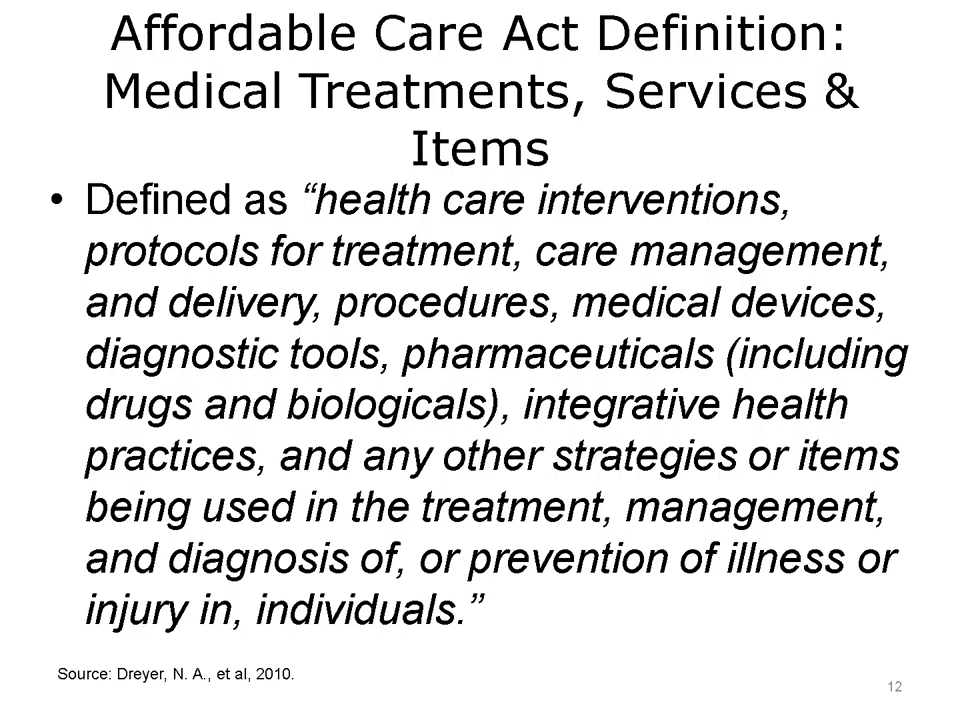 Affordable Care Act Definition:
Medical Treatments, Services &
Items
• Defined as “health care interventions,
protocols for treatment, care management,
and delivery, procedures, medical devices,
diagnostic tools, pharmaceuticals (including
drugs and biologicals), integrative health
practices, and any other strategies or items
being used in the treatment, management,
and diagnosis of, or prevention of illness or
injury in, individuals.”
Source: Dreyer, N. A., et al, 2010.
12